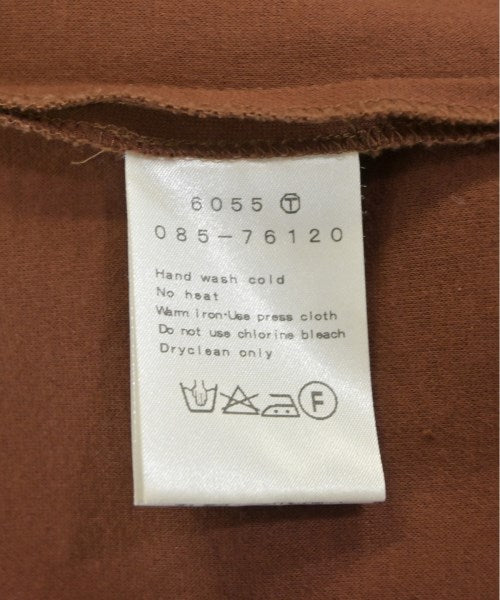 6055 Ⓣ
085-76120
Hand wash cold
No heat
Warm iron·Use press cloth
Do not use chlorine bleach
Dryclean only
F